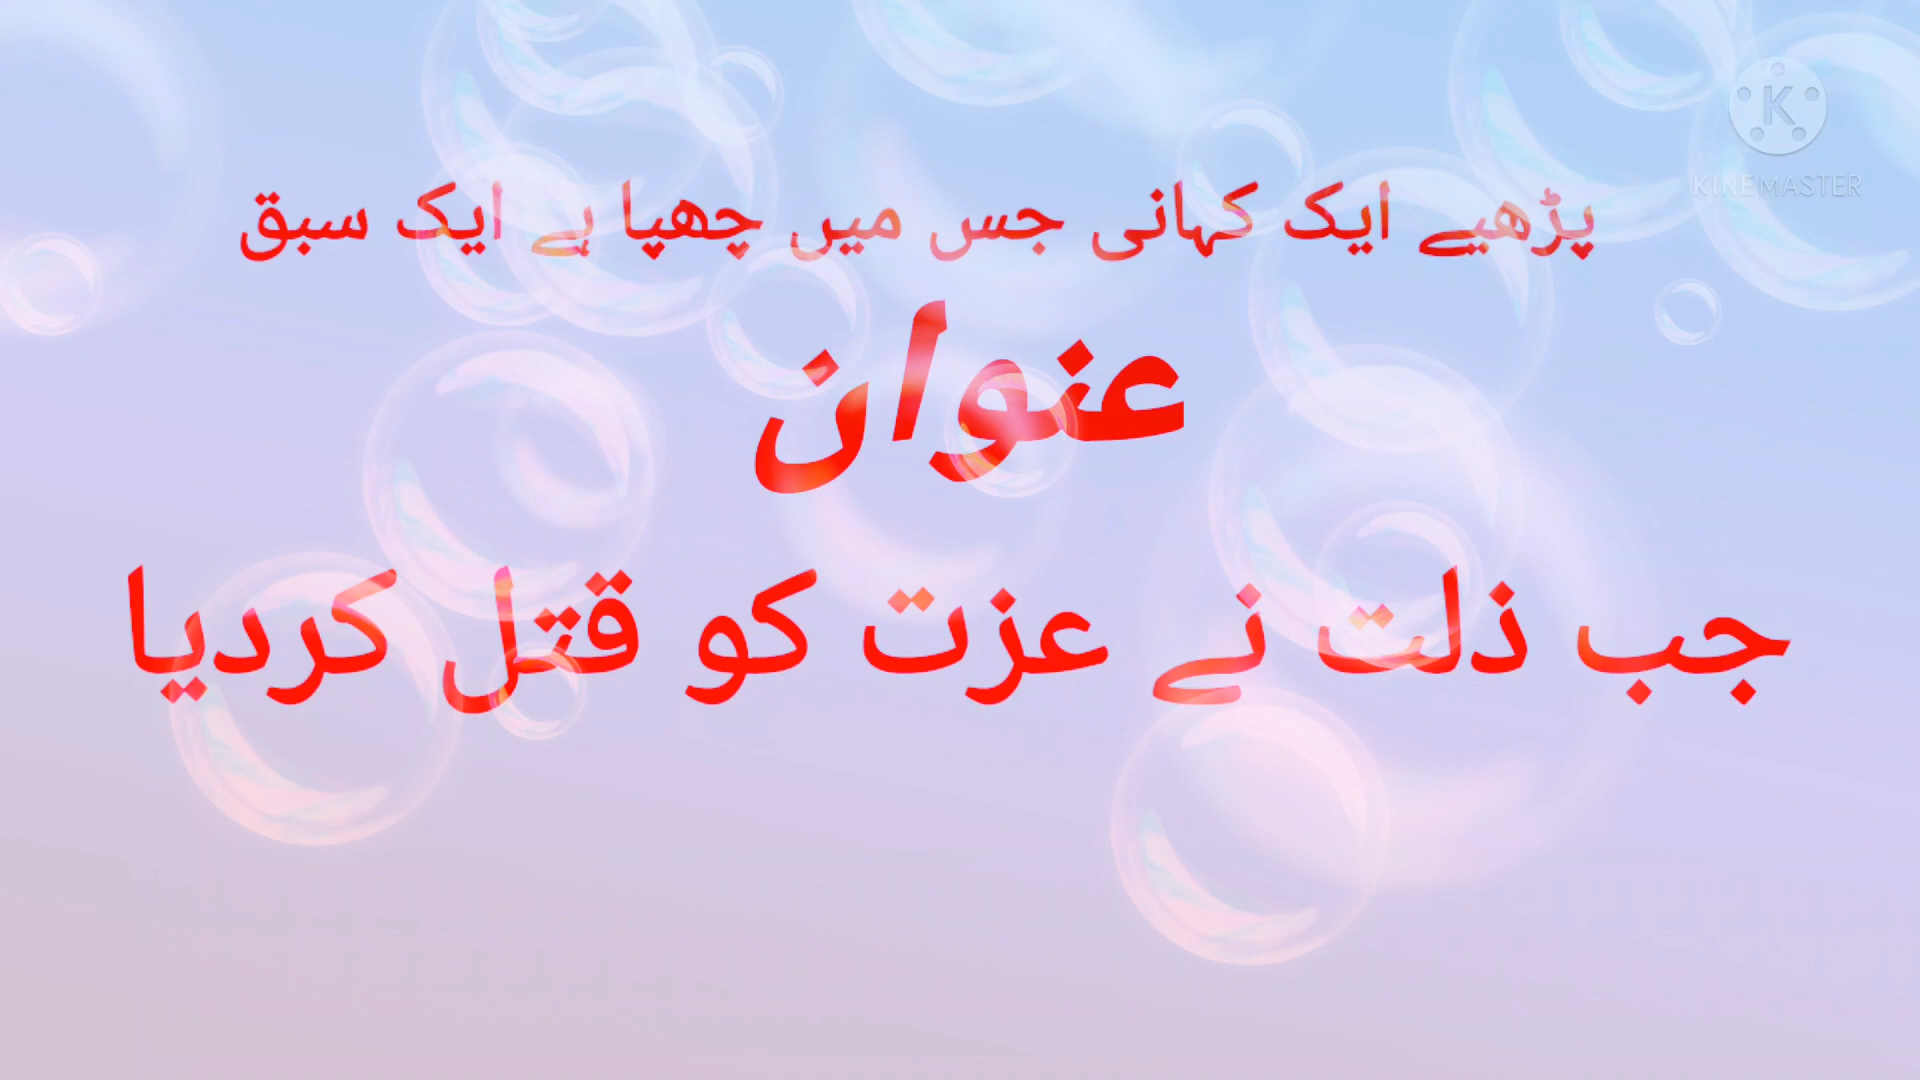 پڑھیے ایک کہانی جس میں چھپا ہے ایک سبق
عنوان
جب ذلت نے عزت کو قتل کردیا
K
KINEMASTER